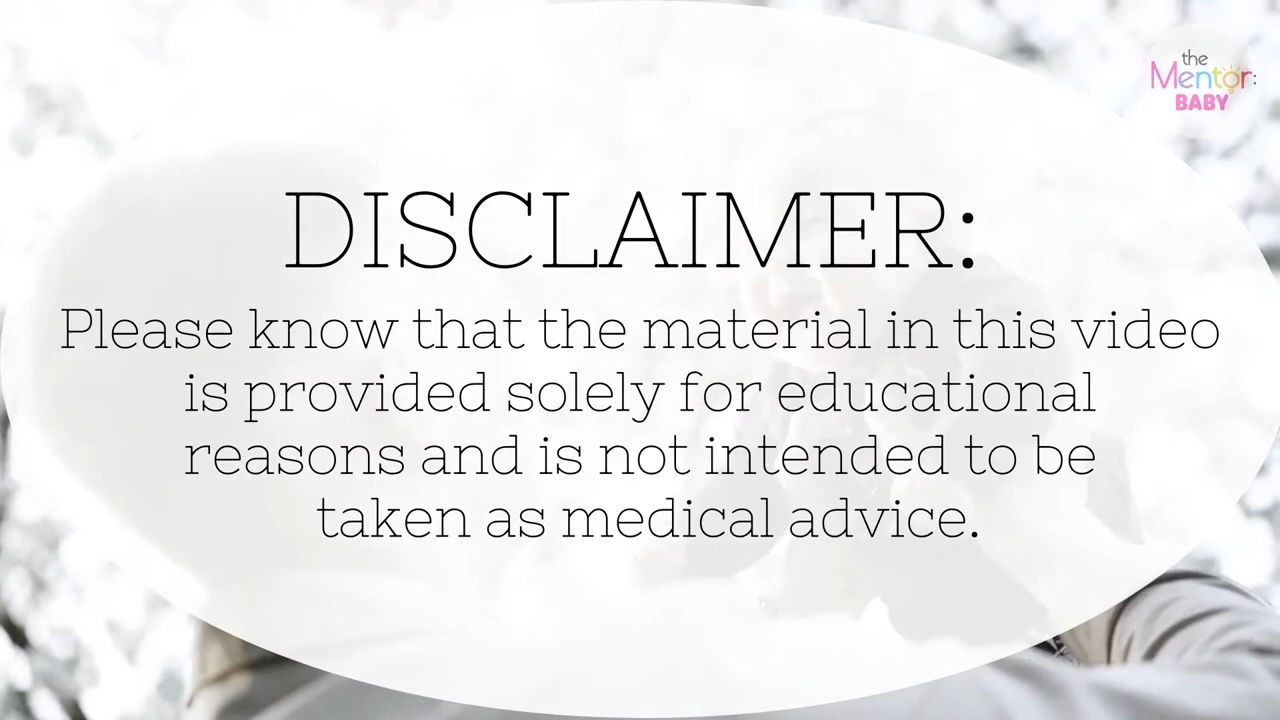 the
Mentor:
BABY
DISCLAIMER:
Please know that the material in this video
is provided solely for educational
reasons and is not intended to be
taken as medical advice.